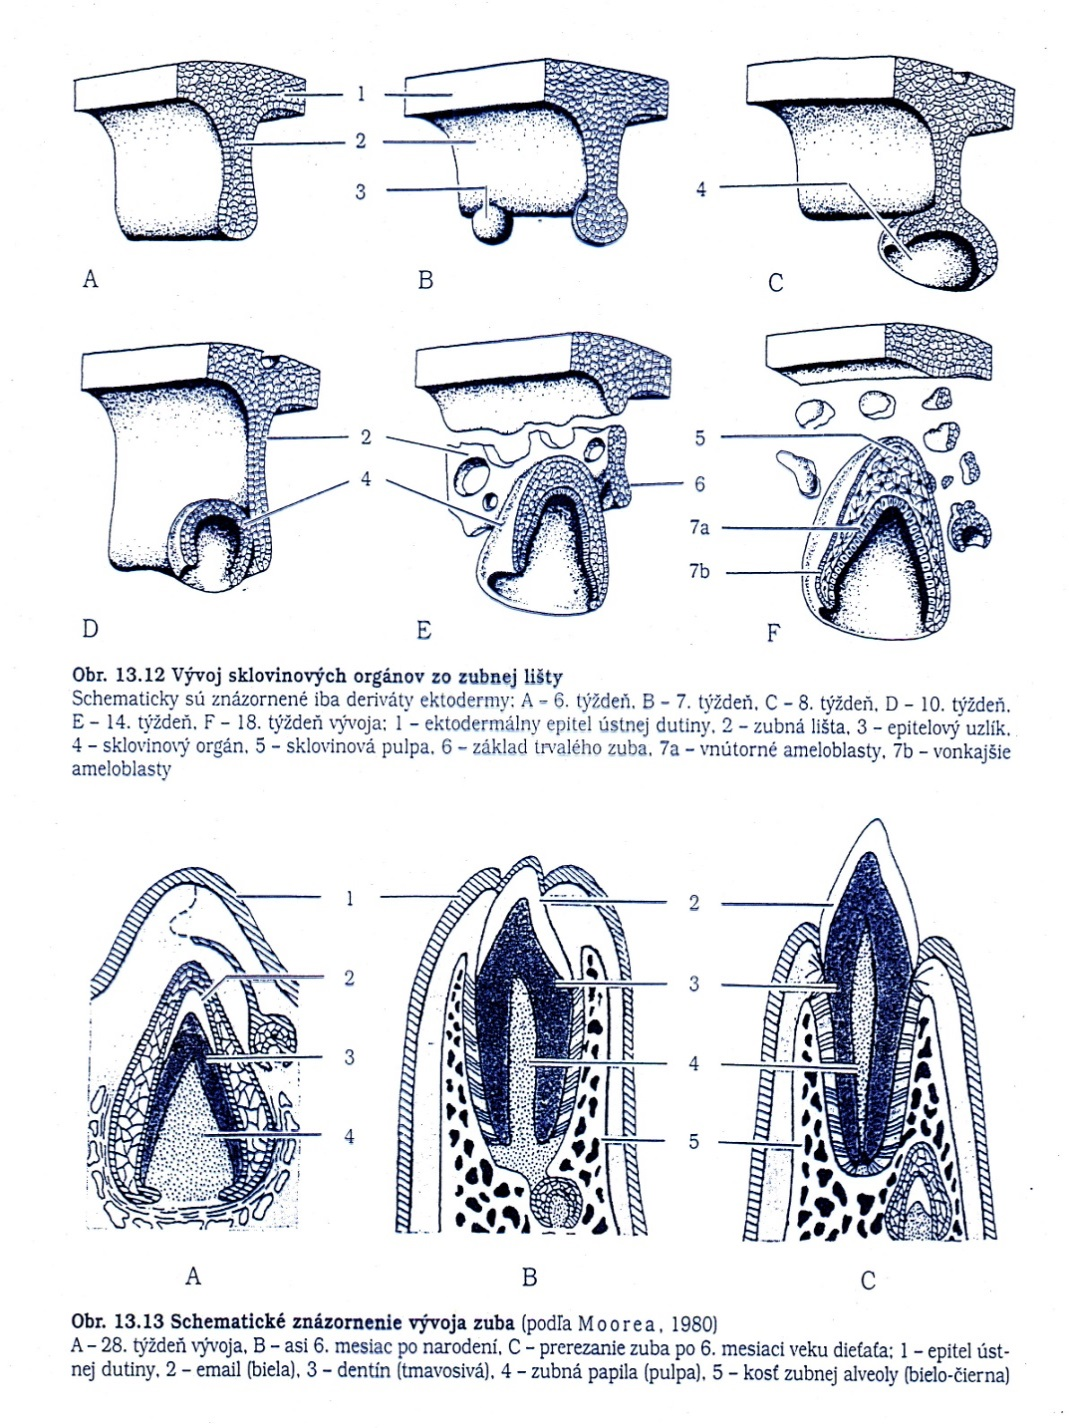 1
2
3
4
A
B
C
2
4
5
6
7a
7b
D
E
F
Obr. 13.12 Vývoj sklovinových orgánov zo zubnej lišty
Schematicky sú znázornené iba deriváty ektodermy: A – 6. týždeň, B – 7. týždeň, C – 8. týždeň, D – 10. týždeň,
E – 14. týždeň, F – 18. týždeň vývoja; 1 – ektodermálny epitel ústnej dutiny, 2 – zubná lišta, 3 – epitelový uzlík,
4 – sklovinový orgán, 5 – sklovinová pulpa, 6 – základ trvalého zuba, 7a – vnútorné ameloblasty, 7b – vonkajšie
ameloblasty
1
2
3
4
2
3
4
5
A
B
C
Obr. 13.13 Schematické znázornenie vývoja zuba (podľa Moorea, 1980)
A – 28. týždeň vývoja, B – asi 6. mesiac po narodení, C – prerezanie zuba po 6. mesiaci veku dieťaťa; 1 – epitel úst-
nej dutiny, 2 – email (biela), 3 – dentín (tmavosivá), 4 – zubná papila (pulpa), 5 – kosť zubnej alveoly (bielo-čierna)